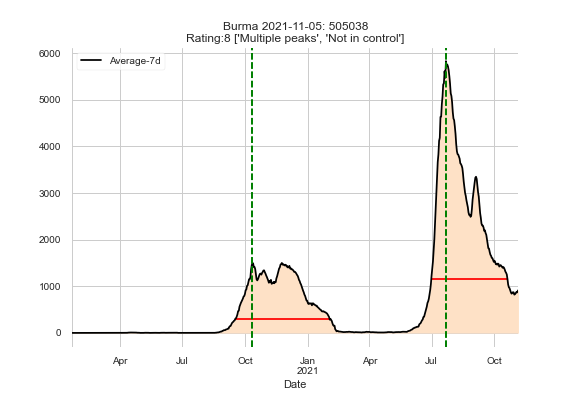 Burma 2021-11-05: 505038
Rating:8 ['Multiple peaks', 'Not in control']
Average-7d
6000
5000
4000
3000
2000
1000
0
Apr
Jul
Oct
Jan
2021
Apr
Jul
Oct
Date